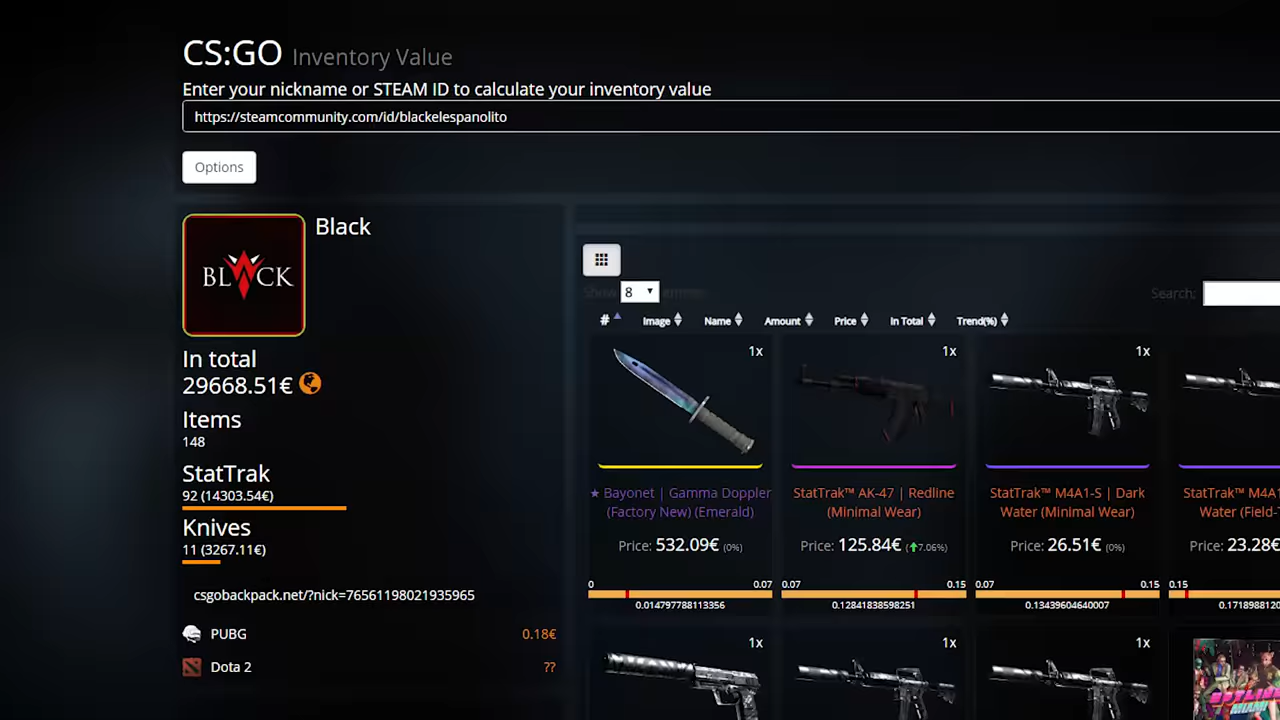 CS:GO Inventory Value
Enter your nickname or STEAM ID to calculate your inventory value
https://steamcommunity.com/id/blackelespanolito
Options
BLACK
Black
In total
29668.51€
Items
148
StatTrak
92 (14303.54€)
Knives
11 (3267.11€)
csgobackpack.net/?nick=76561198021935965
PUBG 0.18€
Dota 2 ??
Show 8 entries
Search:
# Image Name Amount Price In Total Trend(%)
1x
★ Bayonet | Gamma Doppler
(Factory New) (Emerald)
Price: 532.09€ (0%)
0 0.07
0.014797788113356
1x
StatTrak™ AK-47 | Redline
(Minimal Wear)
Price: 125.84€ (7.06%)
0.07 0.15
0.12841838598251
1x
StatTrak™ M4A1-S | Dark
Water (Minimal Wear)
Price: 26.51€ (0%)
0.07 0.15
0.13439604640007
StatTrak™ M4A1
Water (Field-T
Price: 23.28€
0.15
0.1718988120
1x
1x
1x